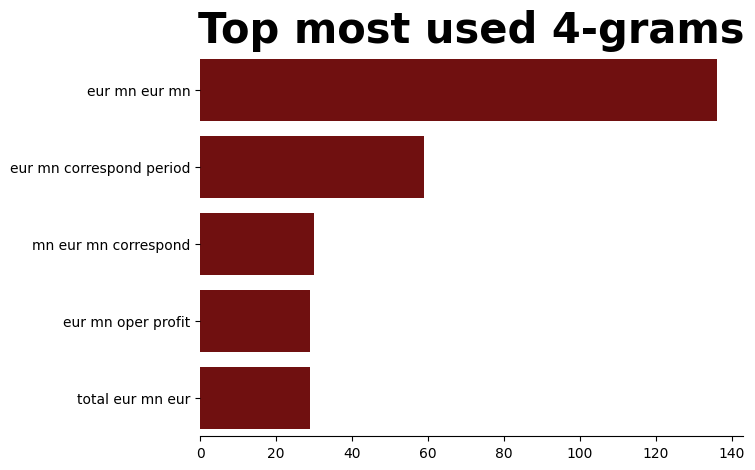 Top most used 4-grams
eur mn eur mn
eur mn correspond period
mn eur mn correspond
eur mn oper profit
total eur mn eur
0 20 40 60 80 100 120 140